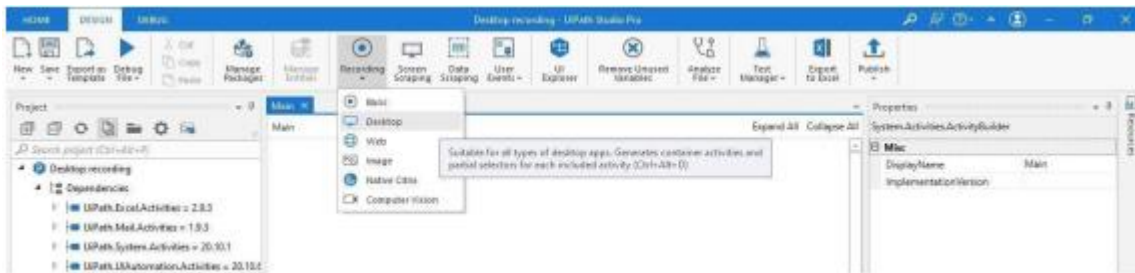 HOME DESIGN DEBUG Desktop recording - UiPath Studio Pro
New Save Export as Template Debug File Cut Copy Paste Manage Packages Manage Entities Recording Screen Scraping Data Scraping User Events UI Explorer Remove Unused Variables Analyze File Test Manager Export to Excel Publish
Project
Main
Search project (Ctrl+Alt+F)
Desktop recording
Dependencies
UiPath.Excel.Activities = 2.9.3
UiPath.Mail.Activities = 1.9.3
UiPath.System.Activities = 20.10.1
UiPath.UIAutomation.Activities = 20.10.6
Main
Expand All Collapse All
Basic
Desktop
Web
Image
Native Citrix
Computer Vision
Suitable for all types of desktop apps. Generates container activities and
partial selectors for each included activity (Ctrl+Alt+D)
Properties
System.Activities.ActivityBuilder
Misc
DisplayName Main
ImplementationVersion
Resources